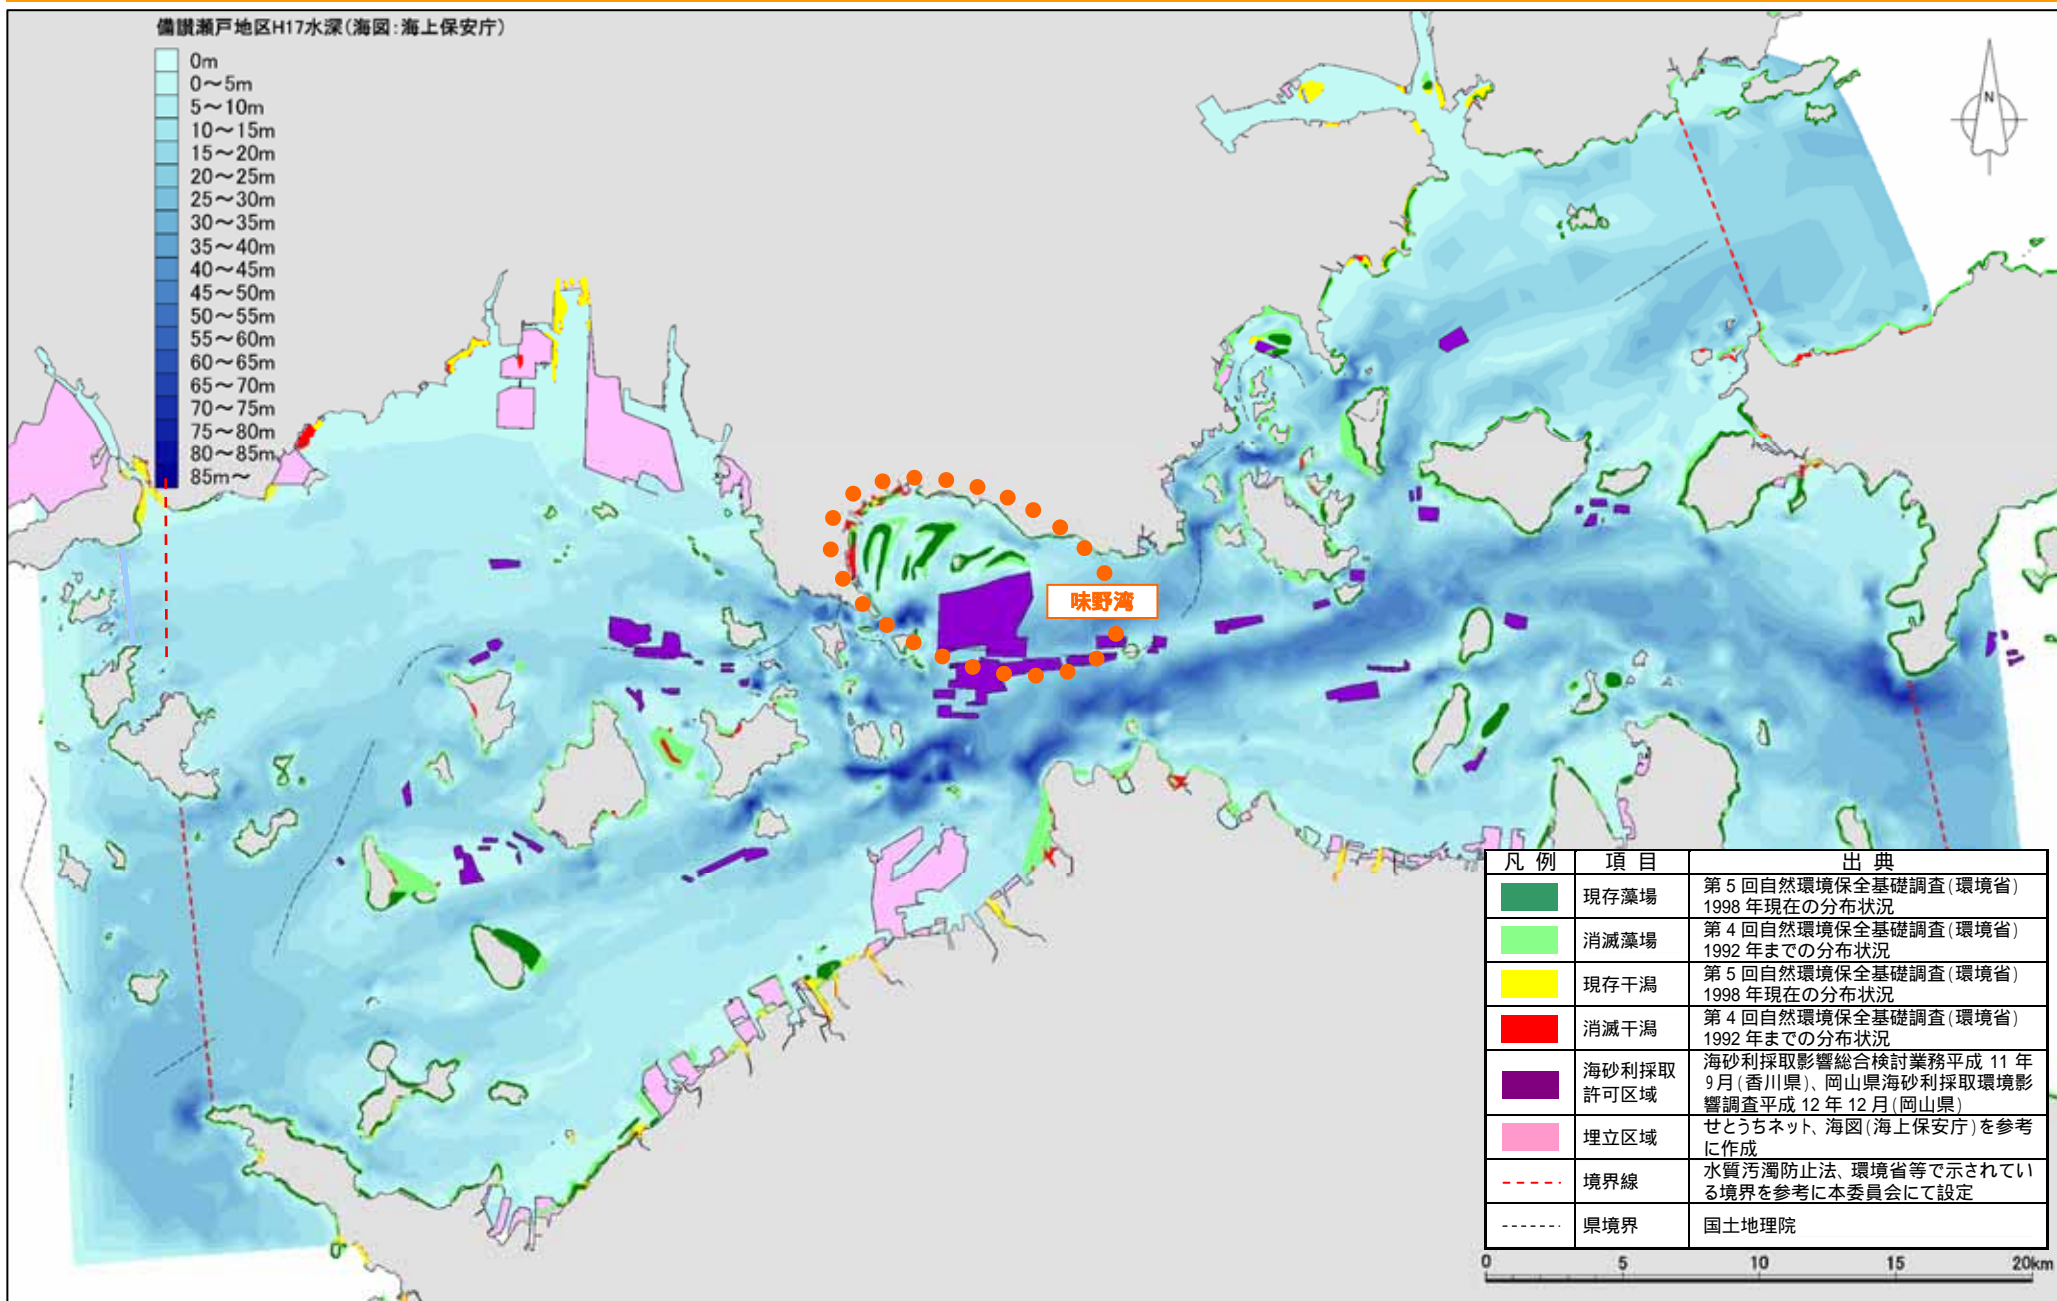 備讃瀬戸地区H17水深(海図:海上保安庁)
0m
0～5m
5～10m
10～15m
15～20m
20～25m
25～30m
30～35m
35～40m
40～45m
45～50m
50～55m
55～60m
60～65m
65～70m
70～75m
75～80m
80～85m
85m～
N
味野湾
凡例 項目 出典
現存藻場 第5回自然環境保全基礎調査(環境省)
1998年現在の分布状況
消滅藻場 第4回自然環境保全基礎調査(環境省)
1992年までの分布状況
現存干潟 第5回自然環境保全基礎調査(環境省)
1998年現在の分布状況
消滅干潟 第4回自然環境保全基礎調査(環境省)
1992年までの分布状況
海砂利採取
許可区域
海砂利採取影響総合検討業務平成11年
9月(香川県)、岡山県海砂利採取環境影
響調査平成12年12月(岡山県)
埋立区域 せとうちネット、海図(海上保安庁)を参考
に作成
境界線 水質汚濁防止法、環境省等で示されてい
る境界を参考に本委員会にて設定
県境界 国土地理院
0 5 10 15 20km